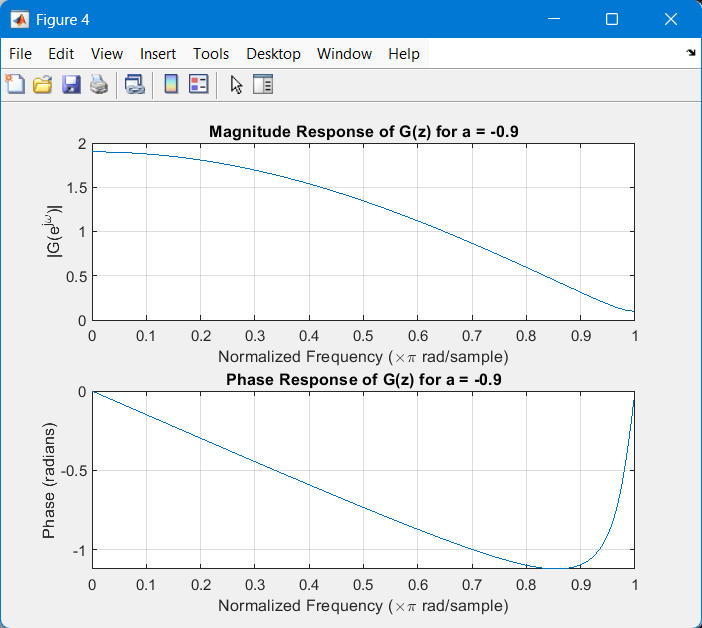 Figure 4
File Edit View Insert Tools Desktop Window Help
Magnitude Response of G(z) for a = -0.9
|G(e^jω)|
2
1.5
1
0.5
0
0 0.1 0.2 0.3 0.4 0.5 0.6 0.7 0.8 0.9 1
Normalized Frequency (×π rad/sample)
Phase Response of G(z) for a = -0.9
Phase (radians)
0
-0.5
-1
0 0.1 0.2 0.3 0.4 0.5 0.6 0.7 0.8 0.9 1
Normalized Frequency (×π rad/sample)